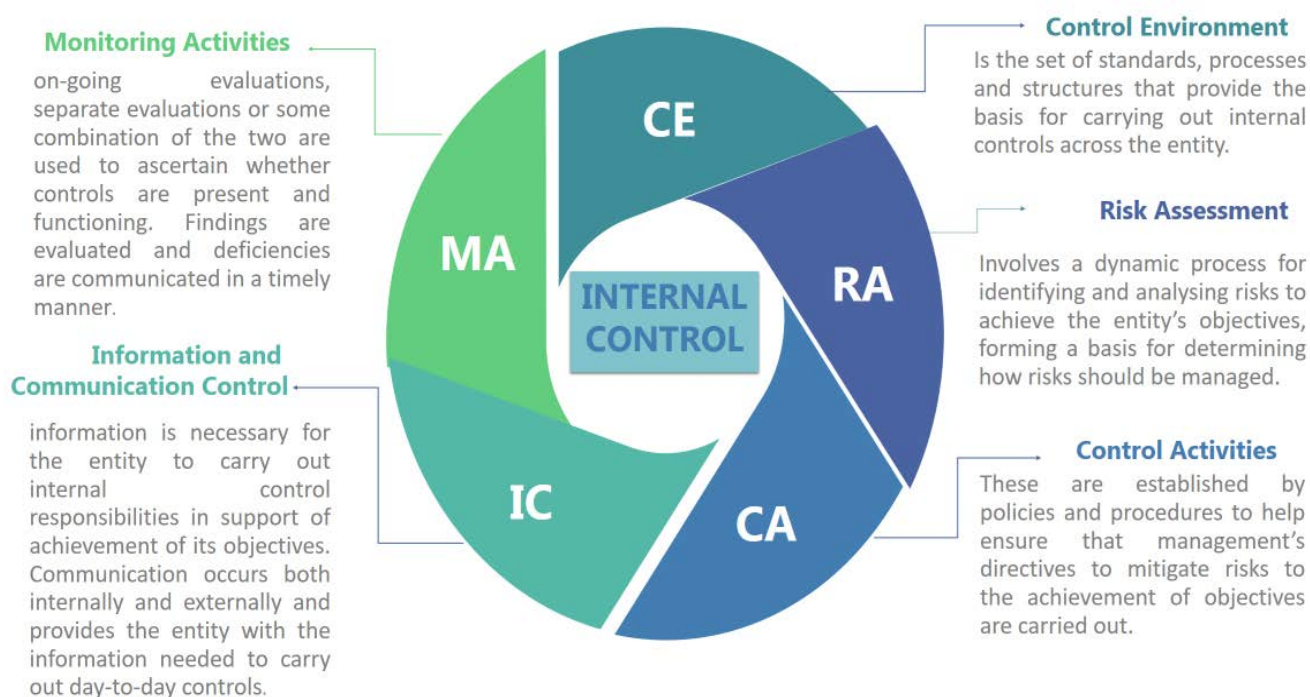 Monitoring Activities
on-going evaluations,
separate evaluations or some
combination of the two are
used to ascertain whether
controls are present and
functioning. Findings are
evaluated and deficiencies
are communicated in a timely
manner.
Information and
Communication Control
information is necessary for
the entity to carry out
internal control
responsibilities in support of
achievement of its objectives.
Communication occurs both
internally and externally and
provides the entity with the
information needed to carry
out day-to-day controls.
CE
MA
RA
INTERNAL
CONTROL
IC
CA
Control Environment
Is the set of standards, processes
and structures that provide the
basis for carrying out internal
controls across the entity.
Risk Assessment
Involves a dynamic process for
identifying and analysing risks to
achieve the entity's objectives,
forming a basis for determining
how risks should be managed.
Control Activities
These are established by
policies and procedures to help
ensure that management's
directives to mitigate risks to
the achievement of objectives
are carried out.